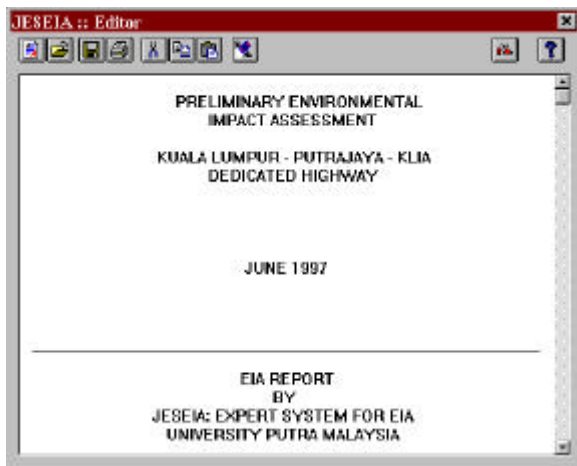 JESEIA :: Editor
PRELIMINARY ENVIRONMENTAL
IMPACT ASSESSMENT
KUALA LUMPUR - PUTRAJAYA - KLIA
DEDICATED HIGHWAY
JUNE 1997
EIA REPORT
BY
JESEIA: EXPERT SYSTEM FOR EIA
UNIVERSITY PUTRA MALAYSIA